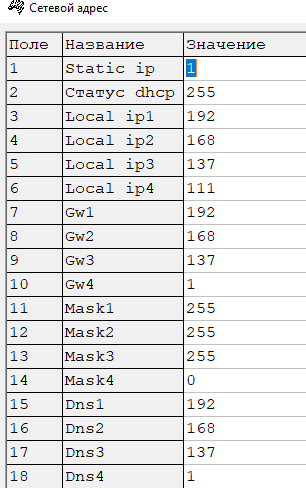 Сетевой адрес
Поле Название Значение
1 Static ip 1
2 Статус dhcp 255
3 Local ip1 192
4 Local ip2 168
5 Local ip3 137
6 Local ip4 111
7 Gw1 192
8 Gw2 168
9 Gw3 137
10 Gw4 1
11 Mask1 255
12 Mask2 255
13 Mask3 255
14 Mask4 0
15 Dns1 192
16 Dns2 168
17 Dns3 137
18 Dns4 1